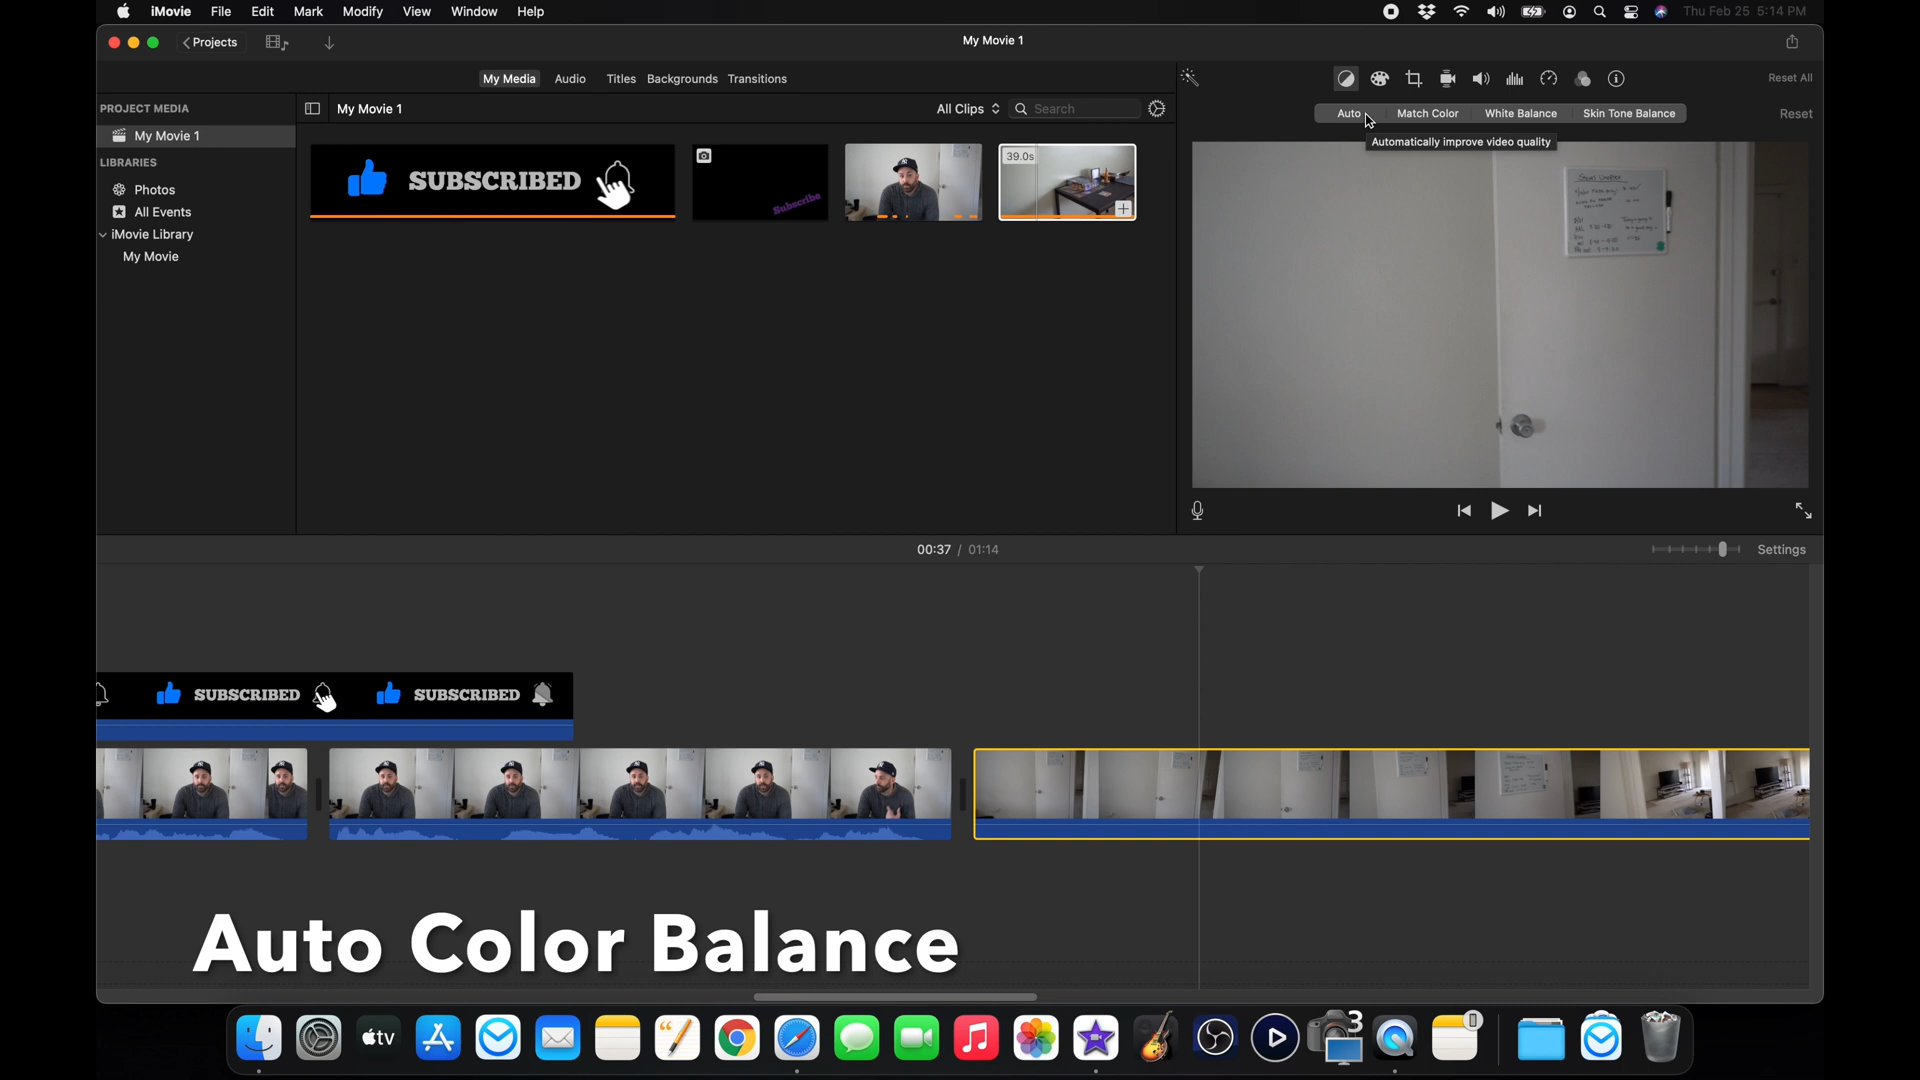 iMovie File Edit Mark Modify View Window Help
Thu Feb 25 5:14 PM
Projects
My Movie 1
My Media Audio Titles Backgrounds Transitions
Reset All
PROJECT MEDIA
My Movie 1
All Clips
Search
Auto Match Color White Balance Skin Tone Balance
Reset
My Movie 1
Automatically improve video quality
LIBRARIES
Photos
All Events
iMovie Library
My Movie
SUBSCRIBED
Subscribe
39.0s
00:37 / 01:14
Settings
SUBSCRIBED
SUBSCRIBED
Auto Color Balance
tv
3